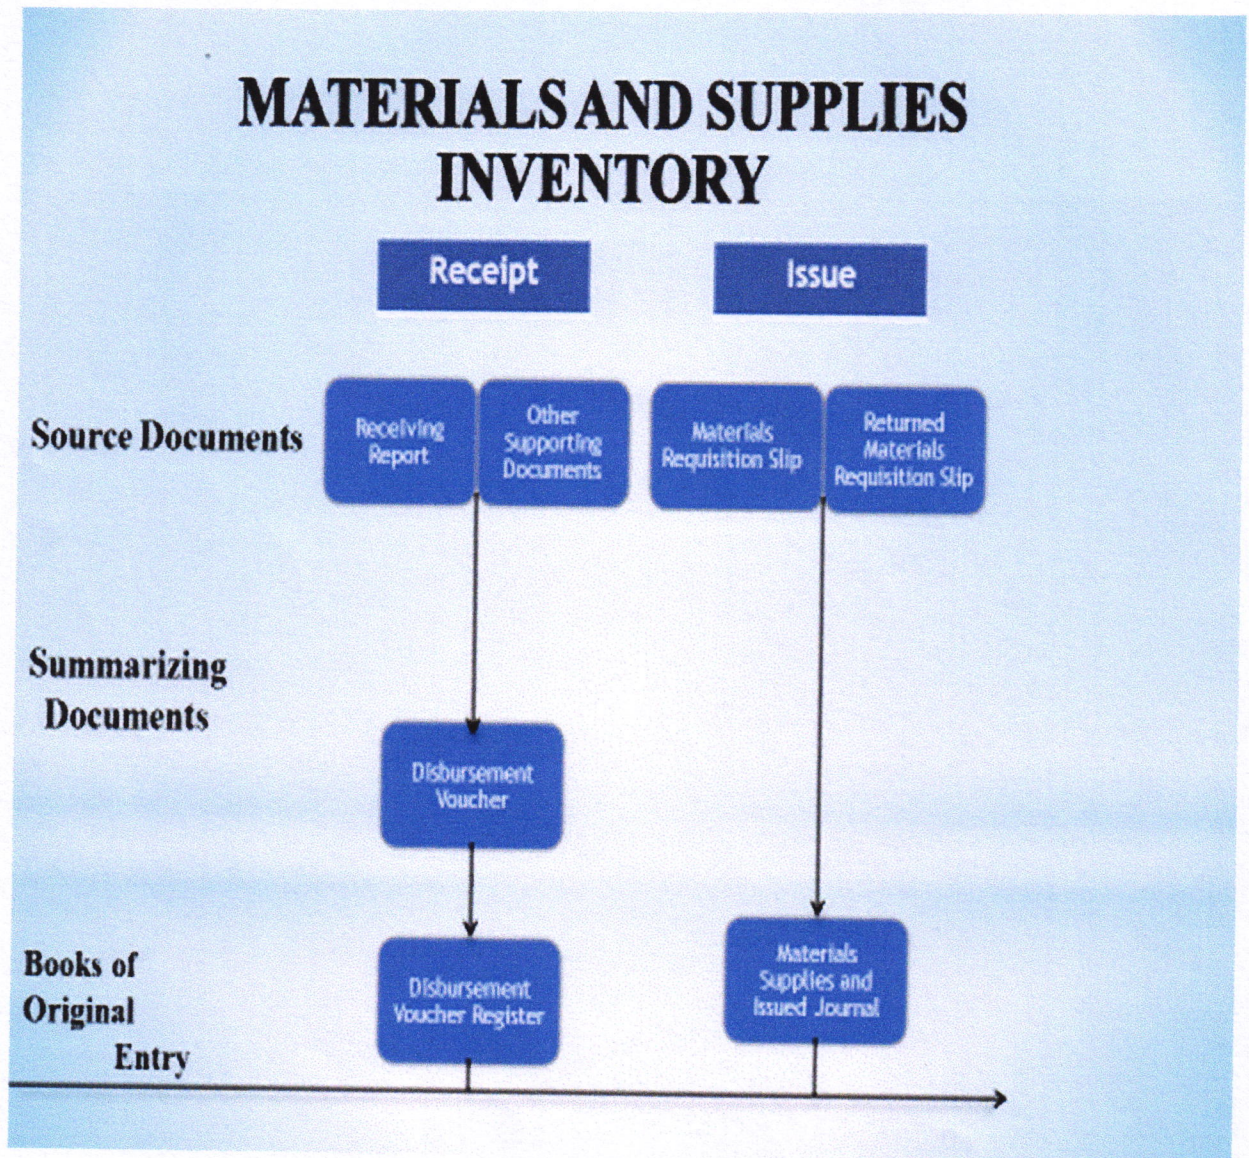 MATERIALS AND SUPPLIES
INVENTORY
Receipt
Issue
Source Documents
Receiving
Report
Other
Supporting
Documents
Materials
Requisition Slip
Returned
Materials
Requisition Slip
Summarizing
Documents
Disbursement
Voucher
Books of
Original
Entry
Disbursement
Voucher Register
Materials
Supplies and
Issued Journal